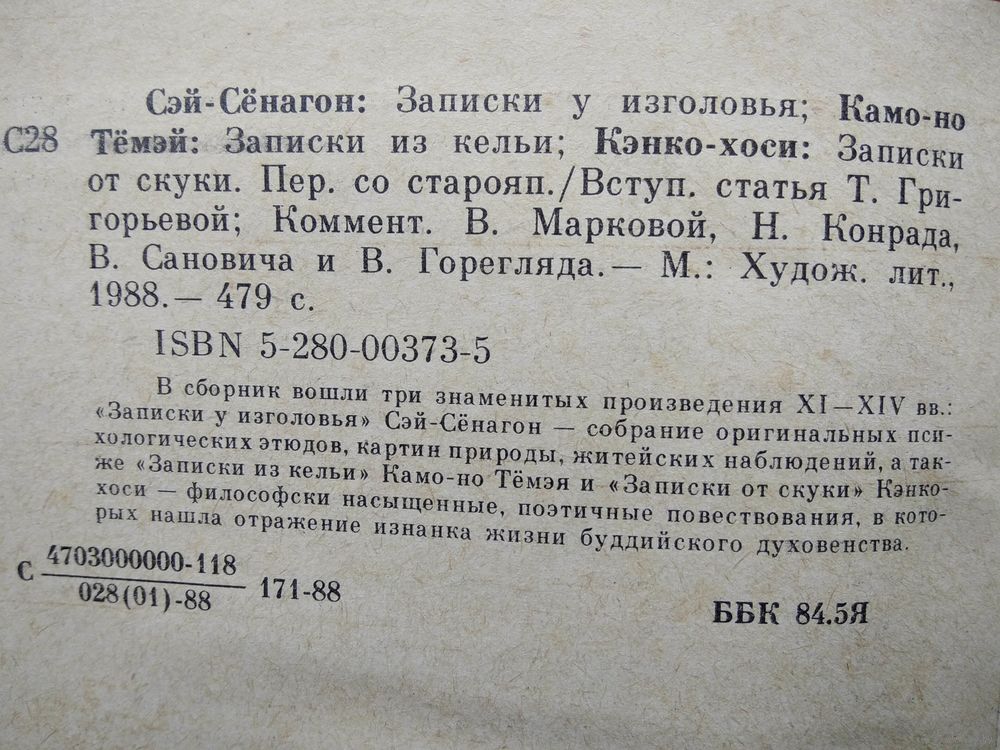 Сэй-Сёнагон: Записки у изголовья; Камо-но
С28 Тёмэй: Записки из кельи; Кэнко-хоси: Записки
от скуки. Пер. со старояп./Вступ. статья Т. Гри-
горьевой; Коммент. В. Марковой, Н. Конрада,
В. Сановича и В. Горегляда.— М.: Худож. лит.,
1988.— 479 с.
ISBN 5-280-00373-5
В сборник вошли три знаменитых произведения XI—XIV вв.:
«Записки у изголовья» Сэй-Сёнагон — собрание оригинальных пси-
хологических этюдов, картин природы, житейских наблюдений, а так-
же «Записки из кельи» Камо-но Тёмэя и «Записки от скуки» Кэнко-
хоси — философски насыщенные, поэтичные повествования, в кото-
рых нашла отражение изнанка жизни буддийского духовенства.
4703000000-118
С 171-88
028(01)-88
ББК 84.5Я